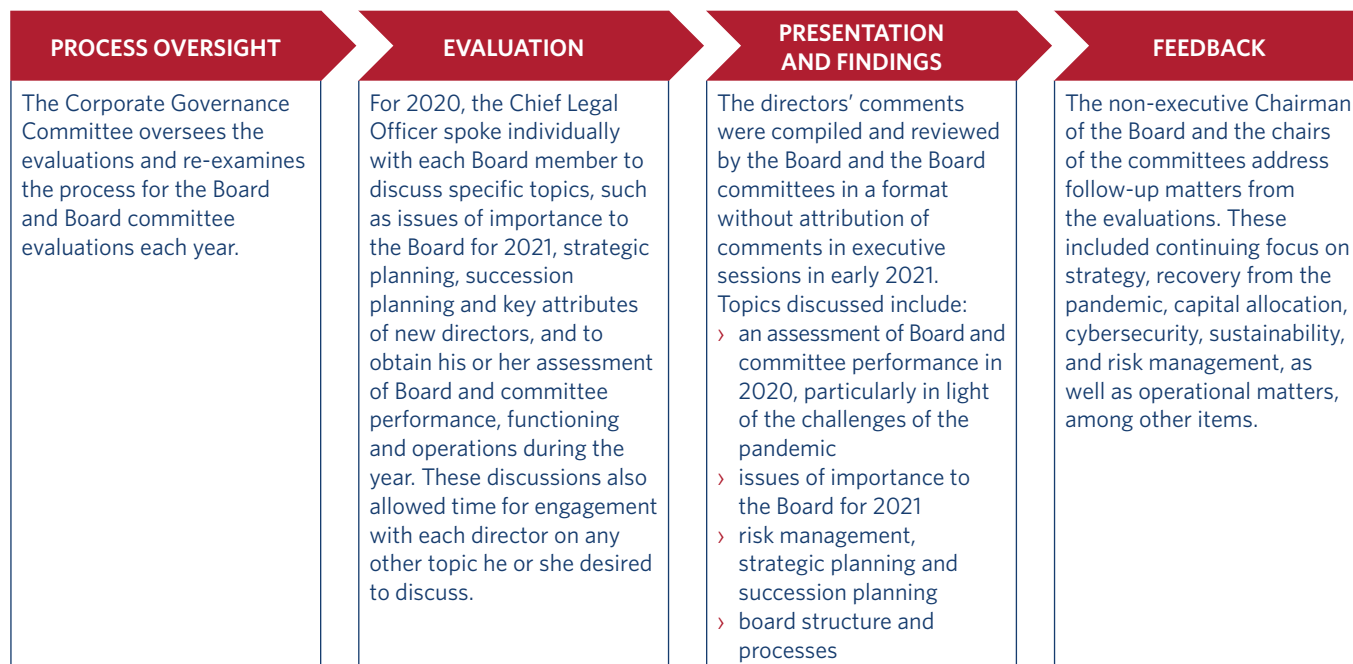 PROCESS OVERSIGHT
The Corporate Governance
Committee oversees the
evaluations and re-examines
the process for the Board
and Board committee
evaluations each year.
EVALUATION
For 2020, the Chief Legal
Officer spoke individually
with each Board member to
discuss specific topics, such
as issues of importance to
the Board for 2021, strategic
planning, succession
planning and key attributes
of new directors, and to
obtain his or her assessment
of Board and committee
performance, functioning
and operations during the
year. These discussions also
allowed time for engagement
with each director on any
other topic he or she desired
to discuss.
PRESENTATION
AND FINDINGS
The directors’ comments
were compiled and reviewed
by the Board and the Board
committees in a format
without attribution of
comments in executive
sessions in early 2021.
Topics discussed include:
› an assessment of Board and
committee performance in
2020, particularly in light
of the challenges of the
pandemic
› issues of importance to
the Board for 2021
› risk management,
strategic planning and
succession planning
› board structure and
processes
FEEDBACK
The non-executive Chairman
of the Board and the chairs
of the committees address
follow-up matters from
the evaluations. These
included continuing focus on
strategy, recovery from the
pandemic, capital allocation,
cybersecurity, sustainability,
and risk management, as
well as operational matters,
among other items.